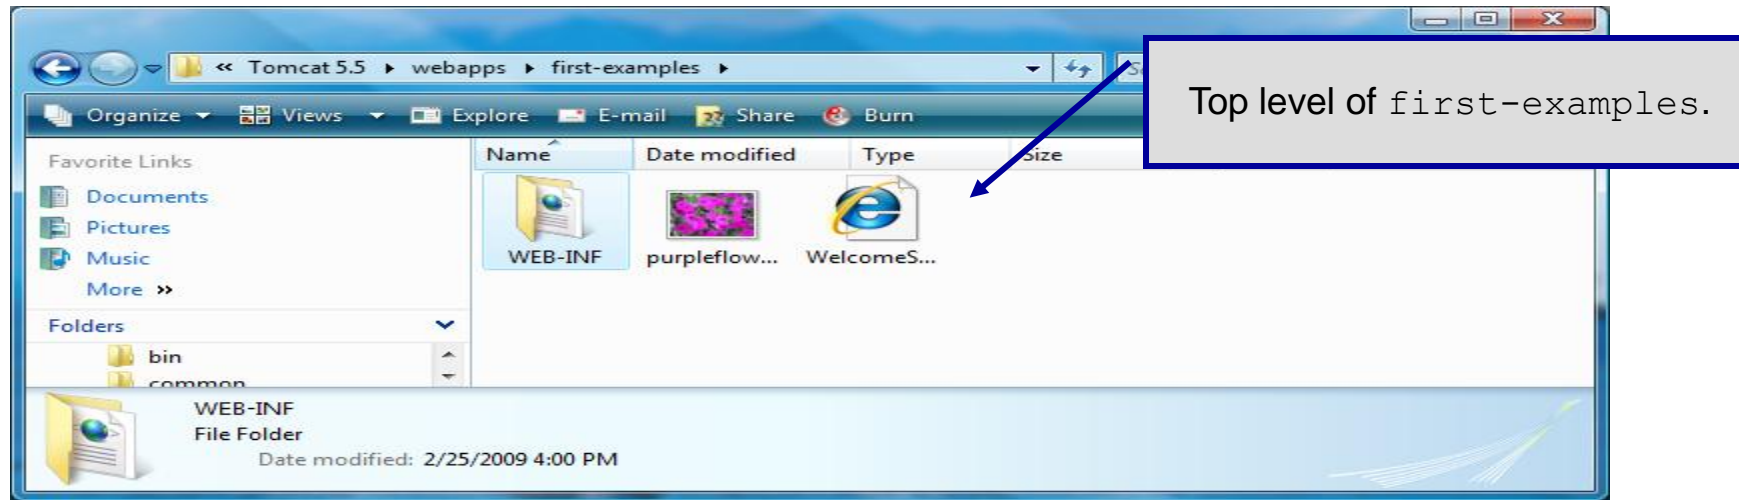 « Tomcat 5.5 ▸ webapps ▸ first-examples ▸
Top level of first-examples.
Organize Views Explore E-mail Share Burn
Name Date modified Type Size
Favorite Links
Documents
Pictures
Music
More »
WEB-INF purpleflow... WelcomeS...
Folders
bin
common
WEB-INF
File Folder
Date modified: 2/25/2009 4:00 PM